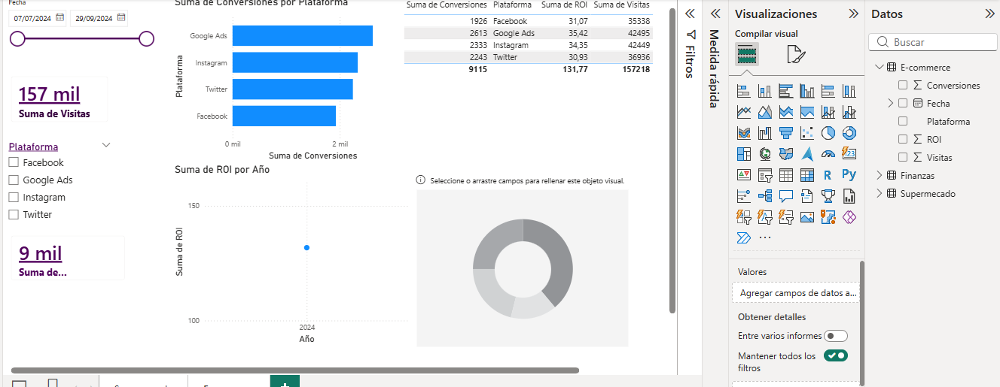 Fecha
07/07/2024
29/09/2024
157 mil
Suma de Visitas
Plataforma
Facebook
Google Ads
Instagram
Twitter
9 mil
Suma de...
Suma de Conversiones por Plataforma
Plataforma
Google Ads
Instagram
Twitter
Facebook
0 mil
2 mil
Suma de Conversiones
Suma de Conversiones Plataforma Suma de ROI Suma de Visitas
1926 Facebook 31,07 35338
2613 Google Ads 35,42 42495
2333 Instagram 34,35 42449
2243 Twitter 30,93 36936
9115 131,77 157218
Suma de ROI por Año
Suma de ROI
150
100
2024
Año
Seleccione o arrastre campos para rellenar este objeto visual.
Filtros
Medida rápida
Visualizaciones
Compilar visual
123
R
Py
Valores
Agregar campos de datos a...
Obtener detalles
Entre varios informes
Mantener todos los
filtros
Datos
Buscar
E-commerce
Conversiones
Fecha
Plataforma
ROI
Visitas
Finanzas
Supermecado